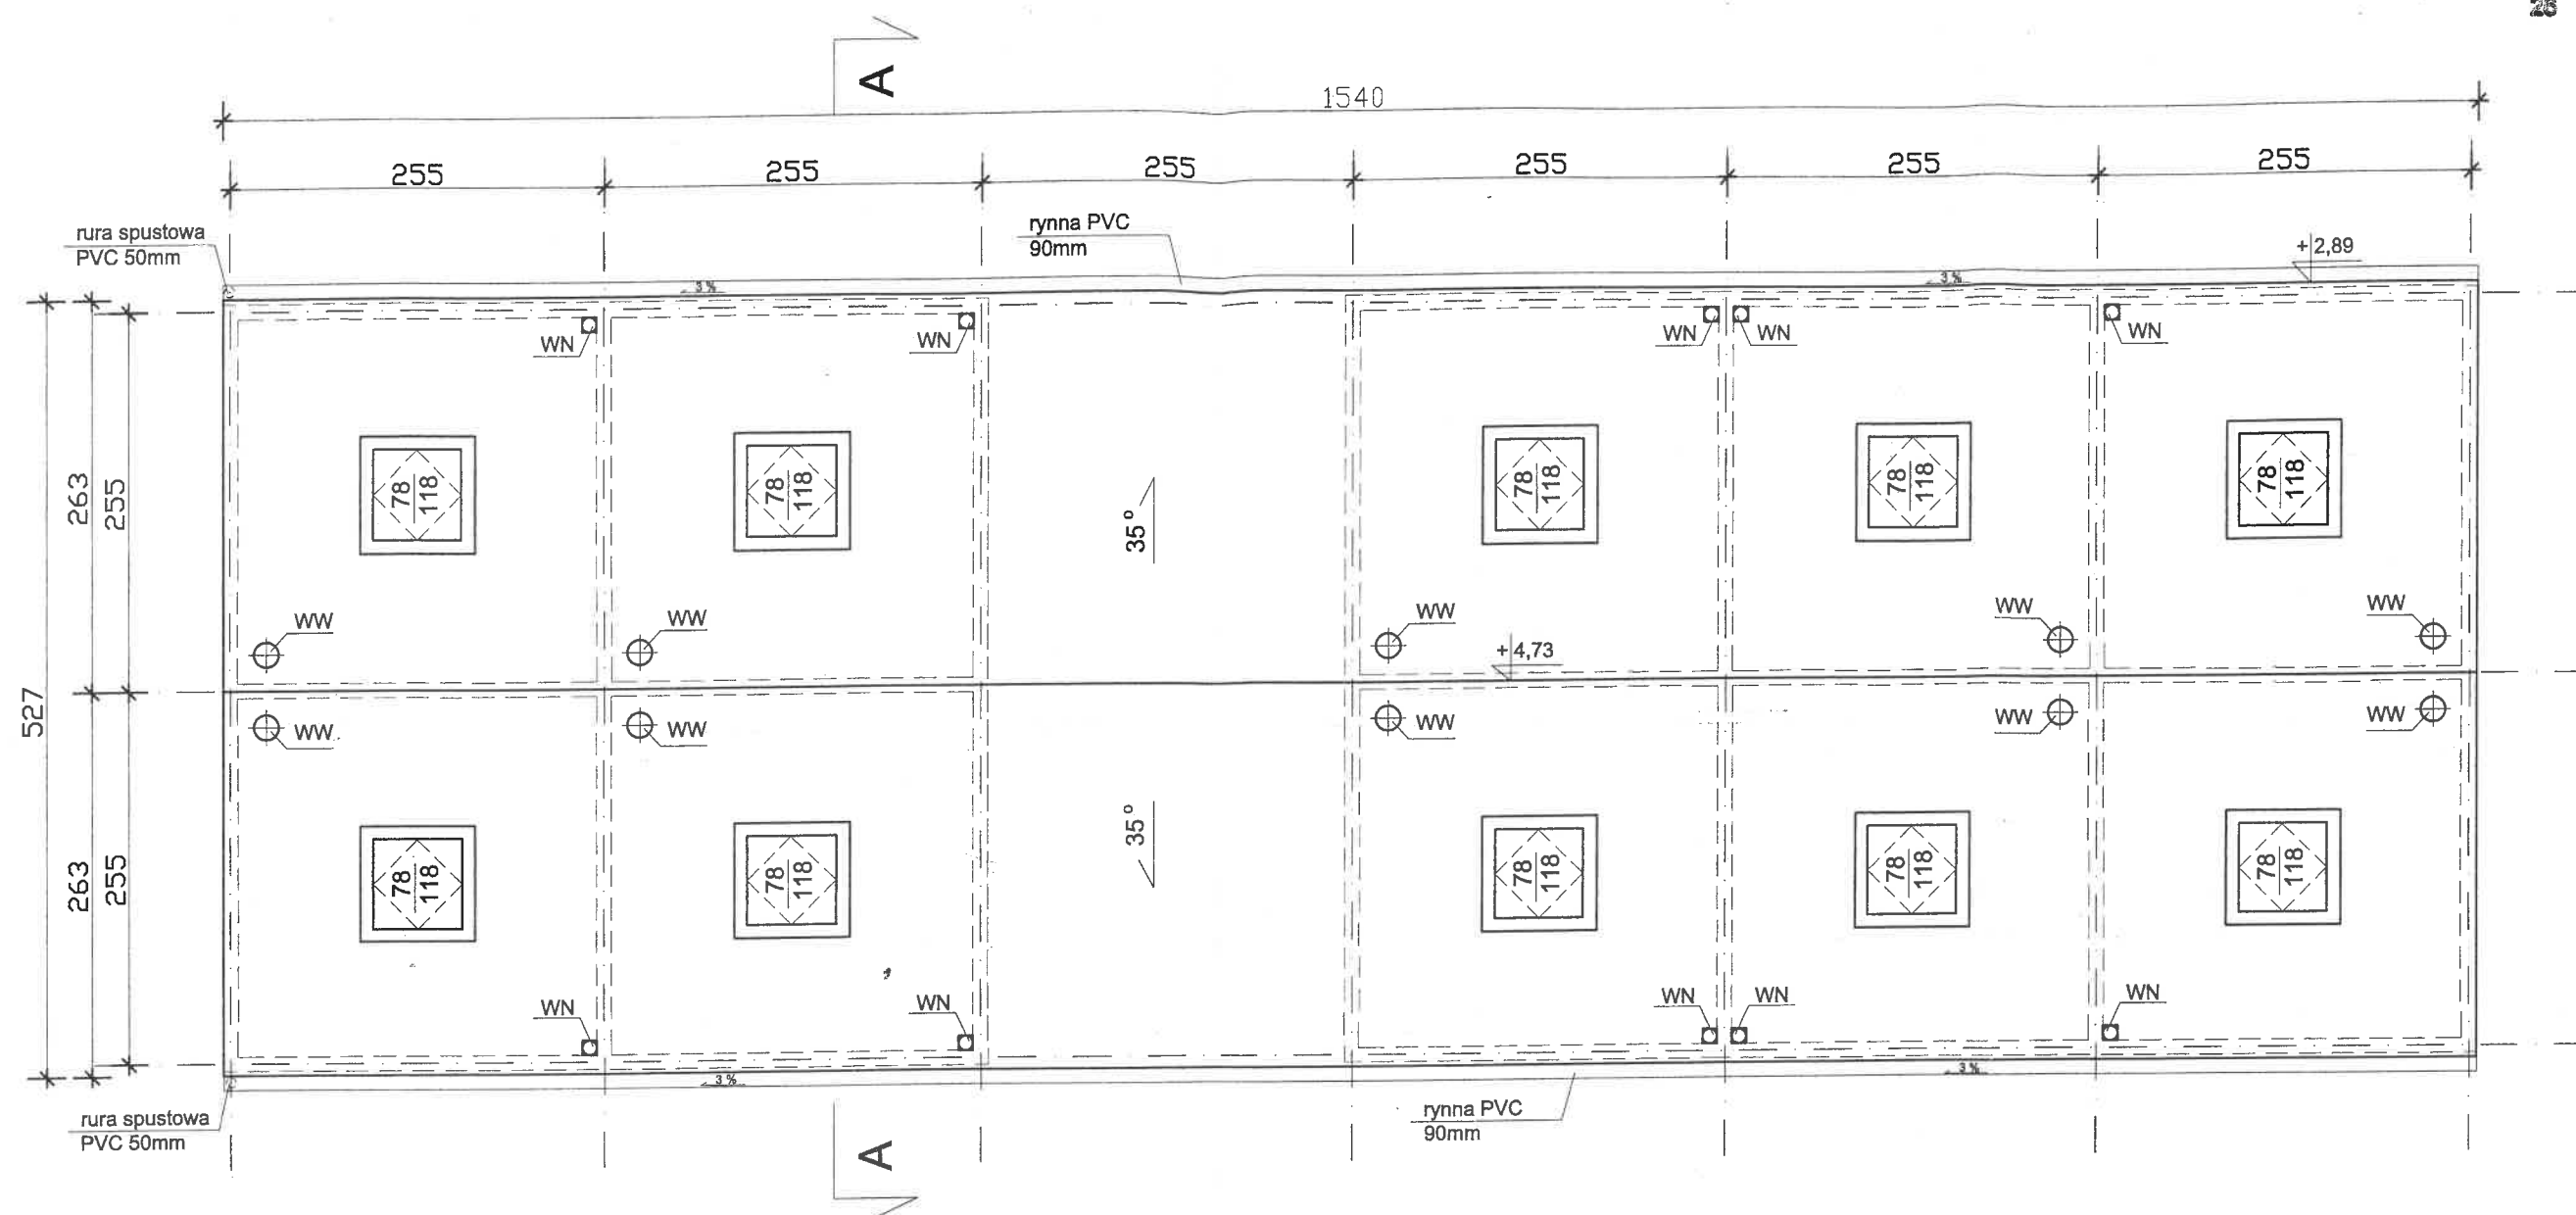 26
A
1540
255 255 255 255 255 255
rura spustowa
PVC 50mm
rynna PVC
90mm
+2,89
3% 3%
WN WN WN WN WN
78
118
78
118
78
118
78
118
78
118
263
255
35°
WW WW WW WW WW
+4,73
527
WW WW WW WW WW
35°
78
118
78
118
78
118
78
118
78
118
263
255
WN WN WN WN WN
3% 3%
rura spustowa
PVC 50mm
rynna PVC
90mm
A